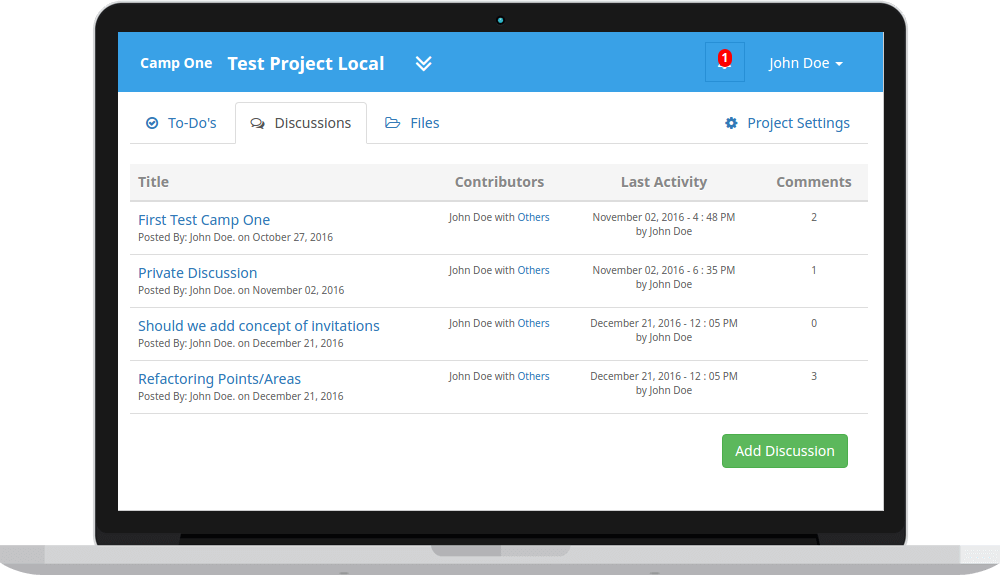 Camp One Test Project Local 1 John Doe
To-Do's Discussions Files Project Settings
Title Contributors Last Activity Comments
First Test Camp One John Doe with Others November 02, 2016 - 4 : 48 PM 2
Posted By: John Doe. on October 27, 2016 by John Doe
Private Discussion John Doe with Others November 02, 2016 - 6 : 35 PM 1
Posted By: John Doe. on November 02, 2016 by John Doe
Should we add concept of invitations John Doe with Others December 21, 2016 - 12 : 05 PM 0
Posted By: John Doe. on December 21, 2016 by John Doe
Refactoring Points/Areas John Doe with Others December 21, 2016 - 12 : 05 PM 3
Posted By: John Doe. on December 21, 2016 by John Doe
Add Discussion